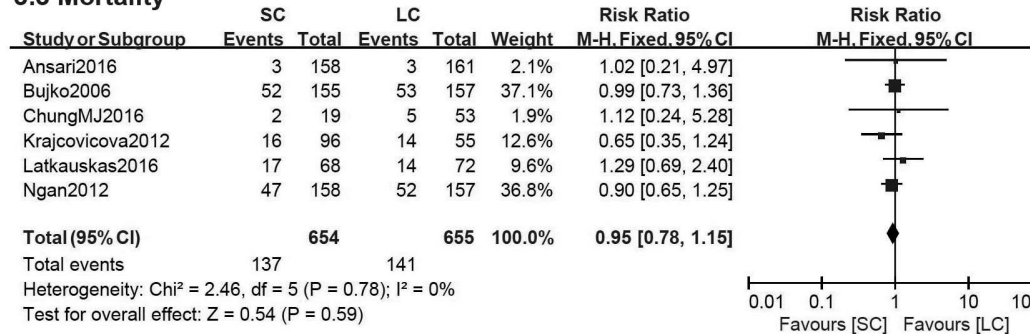 3.3 Mortality
SC LC Risk Ratio Risk Ratio
Study or Subgroup Events Total Events Total Weight M-H, Fixed, 95% CI M-H, Fixed, 95% CI
Ansari2016 3 158 3 161 2.1% 1.02 [0.21, 4.97]
Bujko2006 52 155 53 157 37.1% 0.99 [0.73, 1.36]
ChungMJ2016 2 19 5 53 1.9% 1.12 [0.24, 5.28]
Krajcovicova2012 16 96 14 55 12.6% 0.65 [0.35, 1.24]
Latkauskas2016 17 68 14 72 9.6% 1.29 [0.69, 2.40]
Ngan2012 47 158 52 157 36.8% 0.90 [0.65, 1.25]
Total (95% CI) 654 655 100.0% 0.95 [0.78, 1.15]
Total events 137 141
Heterogeneity: Chi² = 2.46, df = 5 (P = 0.78); I² = 0%
Test for overall effect: Z = 0.54 (P = 0.59)
0.01 0.1 1 10
Favours [SC] Favours [LC]